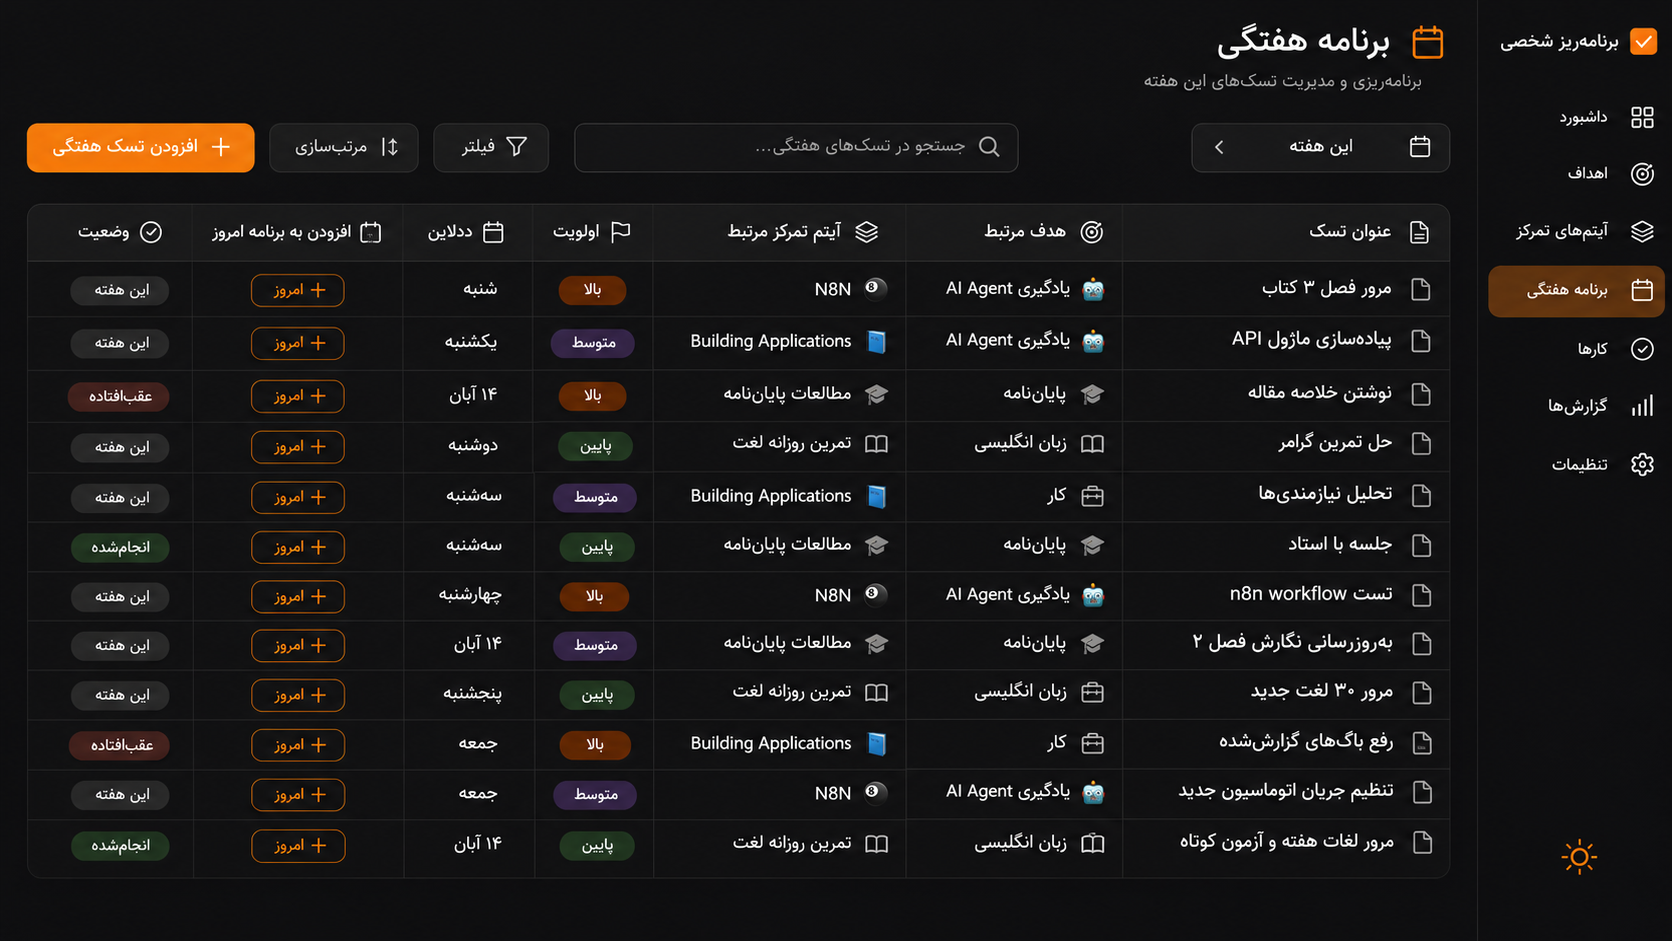 برنامه‌ریز شخصی
داشبورد
اهداف
آیتم‌های تمرکز
برنامه هفتگی
کارها
گزارش‌ها
تنظیمات
برنامه هفتگی
برنامه‌ریزی و مدیریت تسک‌های این هفته
این هفته
جستجو در تسک‌های هفتگی...
فیلتر
مرتب‌سازی
افزودن تسک هفتگی
عنوان تسک هدف مرتبط آیتم تمرکز مرتبط اولویت ددلاین افزودن به برنامه امروز وضعیت
مرور فصل ۳ کتاب یادگیری AI Agent N8N بالا شنبه + امروز این هفته
پیاده‌سازی ماژول API یادگیری AI Agent Building Applications متوسط یکشنبه + امروز این هفته
نوشتن خلاصه مقاله پایان‌نامه مطالعات پایان‌نامه بالا ۱۴ آبان + امروز عقب‌افتاده
حل تمرین گرامر زبان انگلیسی تمرین روزانه لغت پایین دوشنبه + امروز این هفته
تحلیل نیازمندی‌ها کار Building Applications متوسط سه‌شنبه + امروز این هفته
جلسه با استاد پایان‌نامه مطالعات پایان‌نامه پایین سه‌شنبه + امروز انجام‌شده
تست n8n workflow یادگیری AI Agent N8N بالا چهارشنبه + امروز این هفته
به‌روزرسانی نگارش فصل ۲ پایان‌نامه مطالعات پایان‌نامه متوسط ۱۴ آبان + امروز این هفته
مرور ۳۰ لغت جدید زبان انگلیسی تمرین روزانه لغت پایین پنجشنبه + امروز این هفته
رفع باگ‌های گزارش‌شده کار Building Applications بالا جمعه + امروز عقب‌افتاده
تنظیم جریان اتوماسیون جدید یادگیری AI Agent N8N متوسط جمعه + امروز این هفته
مرور لغات هفته و آزمون کوتاه زبان انگلیسی تمرین روزانه لغت پایین ۱۴ آبان + امروز انجام‌شده